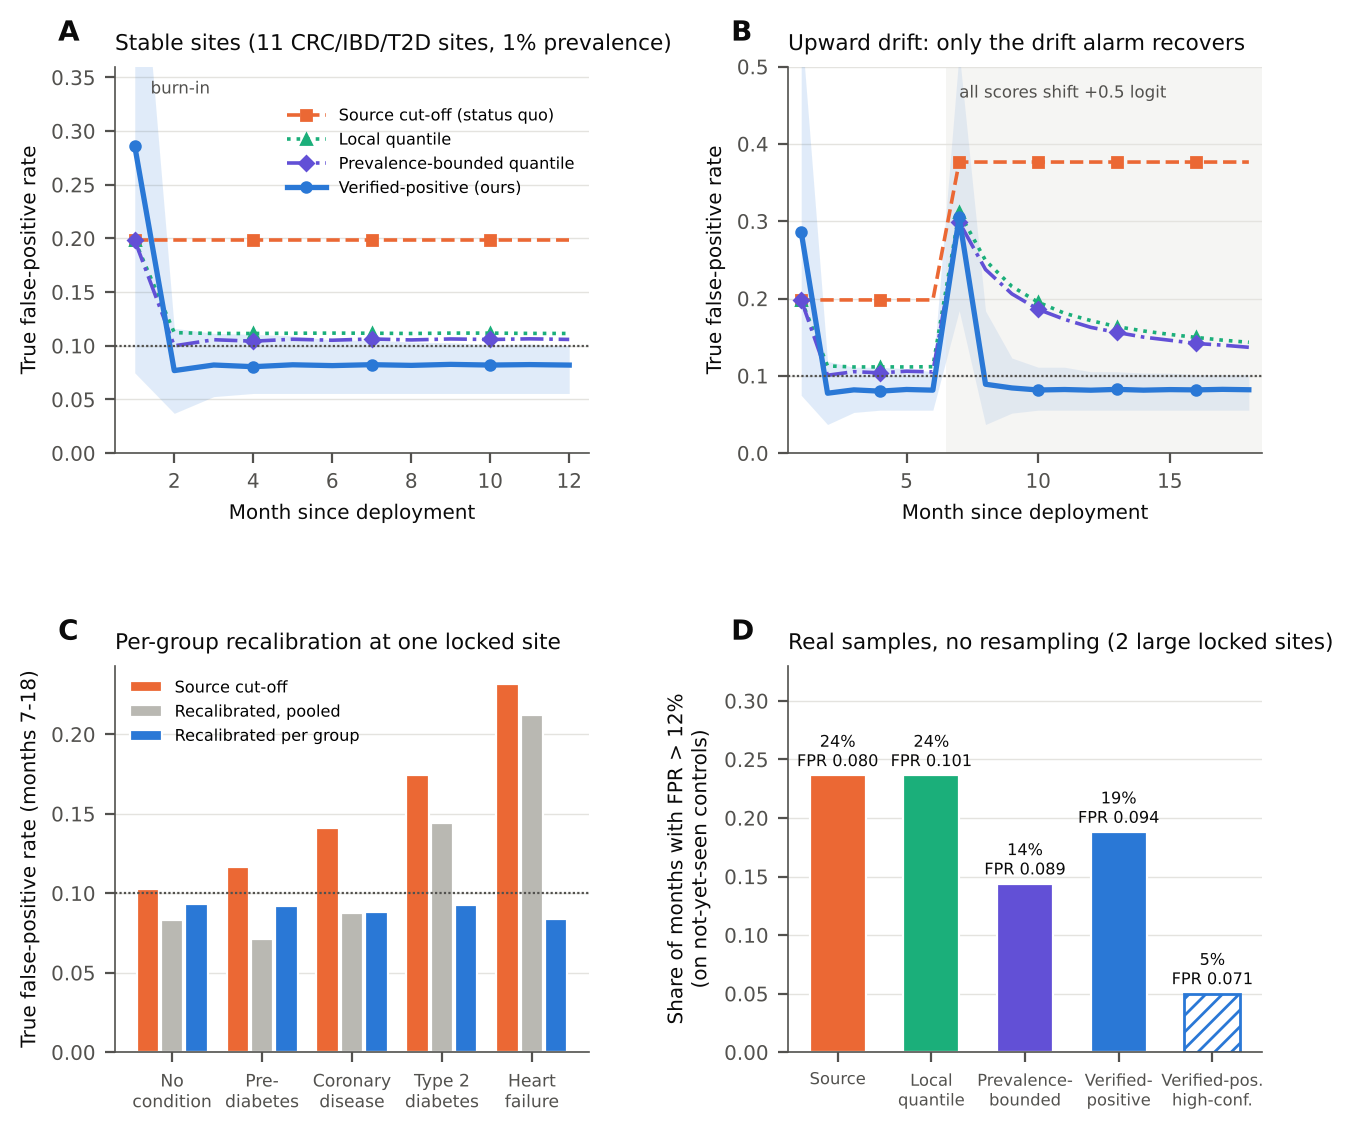 A
Stable sites (11 CRC/IBD/T2D sites, 1% prevalence)
True false-positive rate
0.35
0.30
0.25
0.20
0.15
0.10
0.05
0.00
burn-in
Source cut-off (status quo)
Local quantile
Prevalence-bounded quantile
Verified-positive (ours)
2
4
6
8
10
12
Month since deployment
B
Upward drift: only the drift alarm recovers
True false-positive rate
0.5
0.4
0.3
0.2
0.1
0.0
all scores shift +0.5 logit
5
10
15
Month since deployment
C
Per-group recalibration at one locked site
True false-positive rate (months 7-18)
0.20
0.15
0.10
0.05
0.00
Source cut-off
Recalibrated, pooled
Recalibrated per group
No
condition
Pre-
diabetes
Coronary
disease
Type 2
diabetes
Heart
failure
D
Real samples, no resampling (2 large locked sites)
Share of months with FPR > 12%
(on not-yet-seen controls)
0.30
0.25
0.20
0.15
0.10
0.05
0.00
24%
FPR 0.080
24%
FPR 0.101
14%
FPR 0.089
19%
FPR 0.094
5%
FPR 0.071
Source
Local
quantile
Prevalence-
bounded
Verified-
positive
Verified-pos.
high-conf.